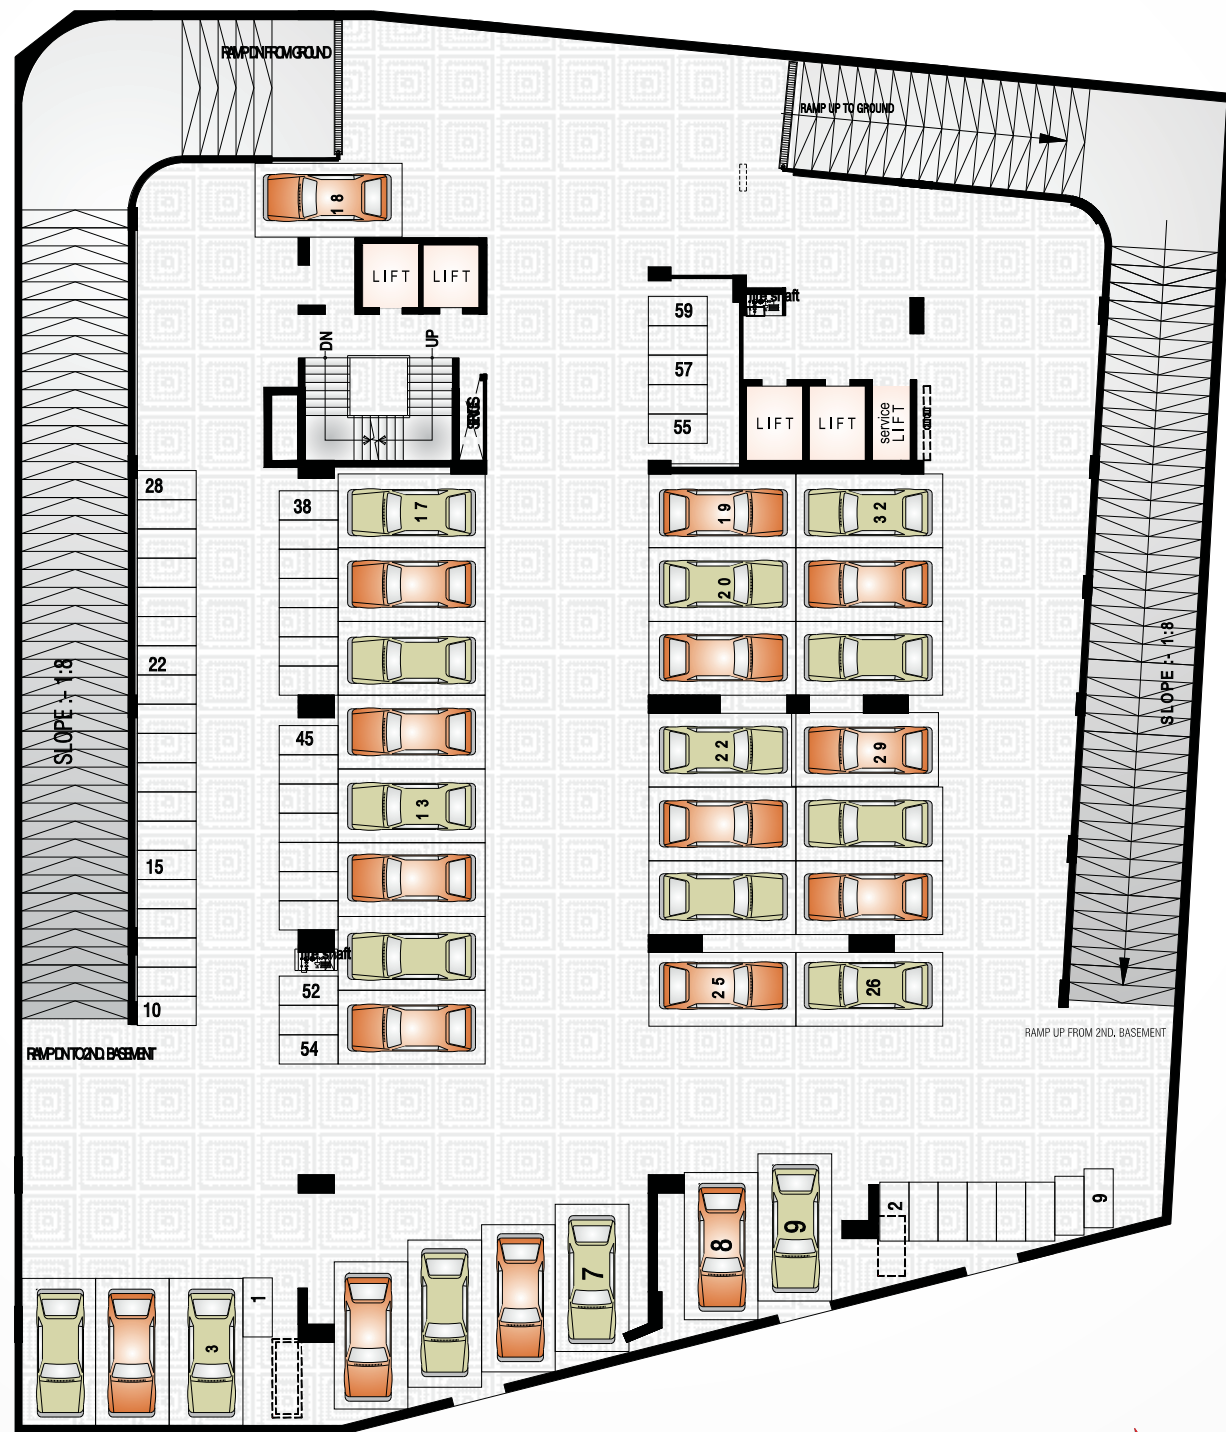 RAMP DN FROM GROUND
RAMP UP TO GROUND
18
LIFT
LIFT
DN
UP
59
57
55
LIFT
LIFT
service
LIFT
28
22
15
10
38
45
52
54
17
13
19
20
22
25
32
29
26
SLOPE :- 1:8
SLOPE :- 1:8
RAMP DN TO 2ND. BASEMENT
RAMP UP FROM 2ND. BASEMENT
3
1
7
8
9
2
9